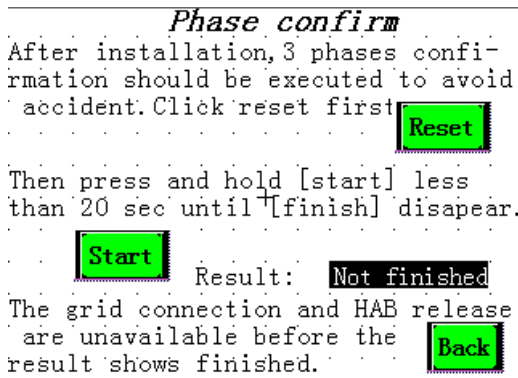 Phase confirm
After installation,3 phases confi-
rmation should be executed to avoid
accident.Click reset first
Reset
Then press and hold [start] less
than 20 sec until [finish] disapear.
Start
Result: Not finished
The grid connection and HAB release
are unavailable before the
result shows finished.
Back